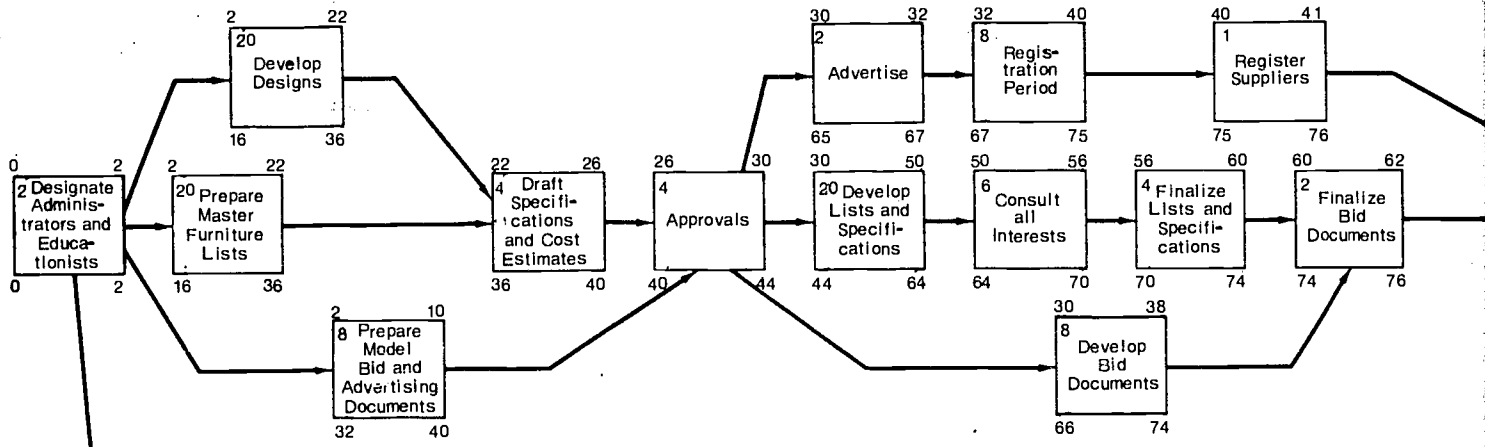 2 22
20
Develop
Designs
16 36
30 32
2
Advertise
65 67
32 40
8
Regis-
tration
Period
67 75
40 41
1
Register
Suppliers
75 76
0 2
2 Designate
Adminis-
trators and
Educa-
tionists
0 2
2 22
20 Prepare
Master
Furniture
Lists
16 36
22 26
4 Draft
Specifi-
cations
and Cost
Estimates
36 40
26 30
4
Approvals
40 44
30 50
20 Develop
Lists and
Specifi-
cations
44 64
50 56
6
Consult
all
Interests
64 70
56 60
4 Finalize
Lists and
Specifi-
cations
70 74
60 62
2
Finalize
Bid
Documents
74 76
2 10
8 Prepare
Model
Bid and
Advertising
Documents
32 40
30 38
8
Develop
Bid
Documents
66 74